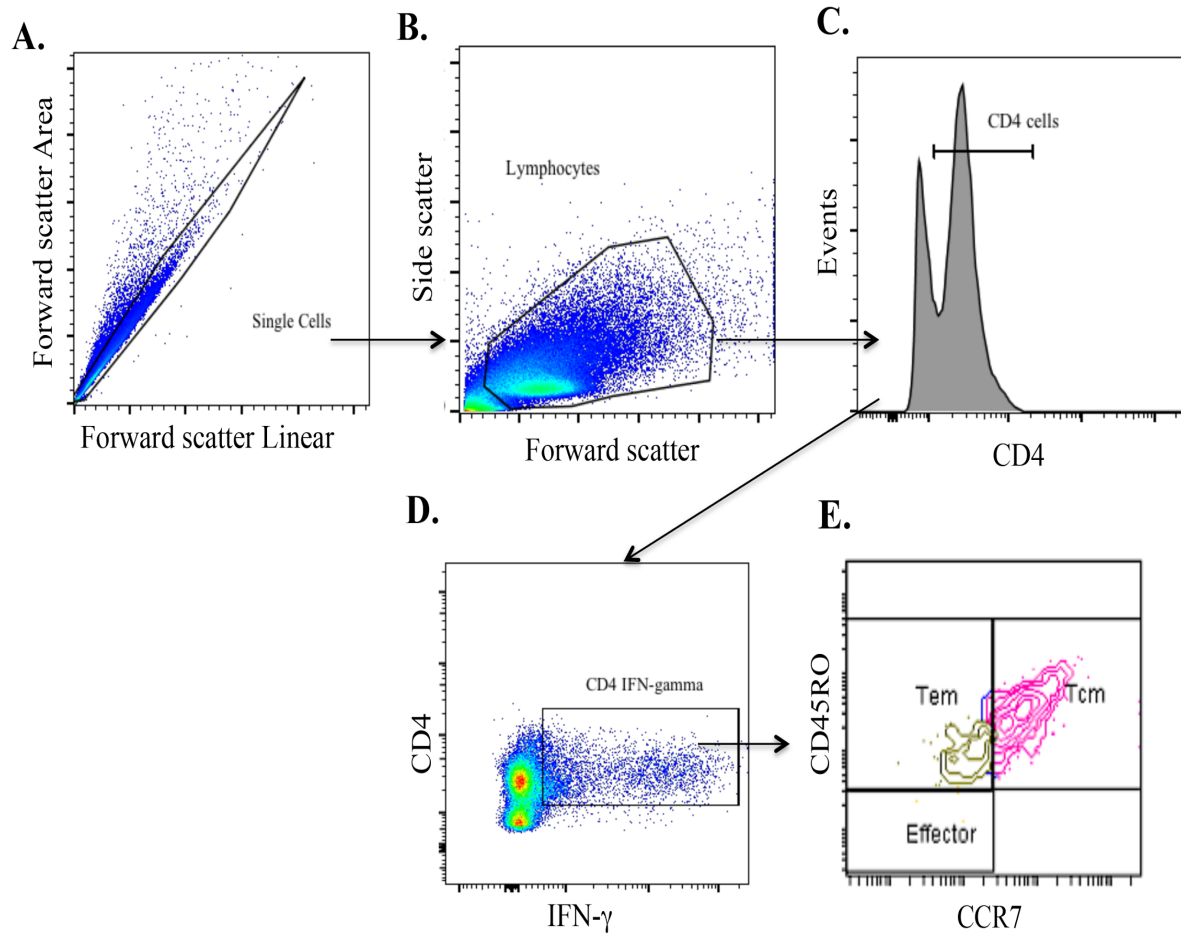 A.
Forward scatter Area
Single Cells
Forward scatter Linear
B.
Side scatter
Lymphocytes
Forward scatter
C.
Events
CD4 cells
CD4
D.
CD4
CD4 IFN-gamma
IFN-γ
E.
CD45RO
Tem
Tcm
Effector
CCR7